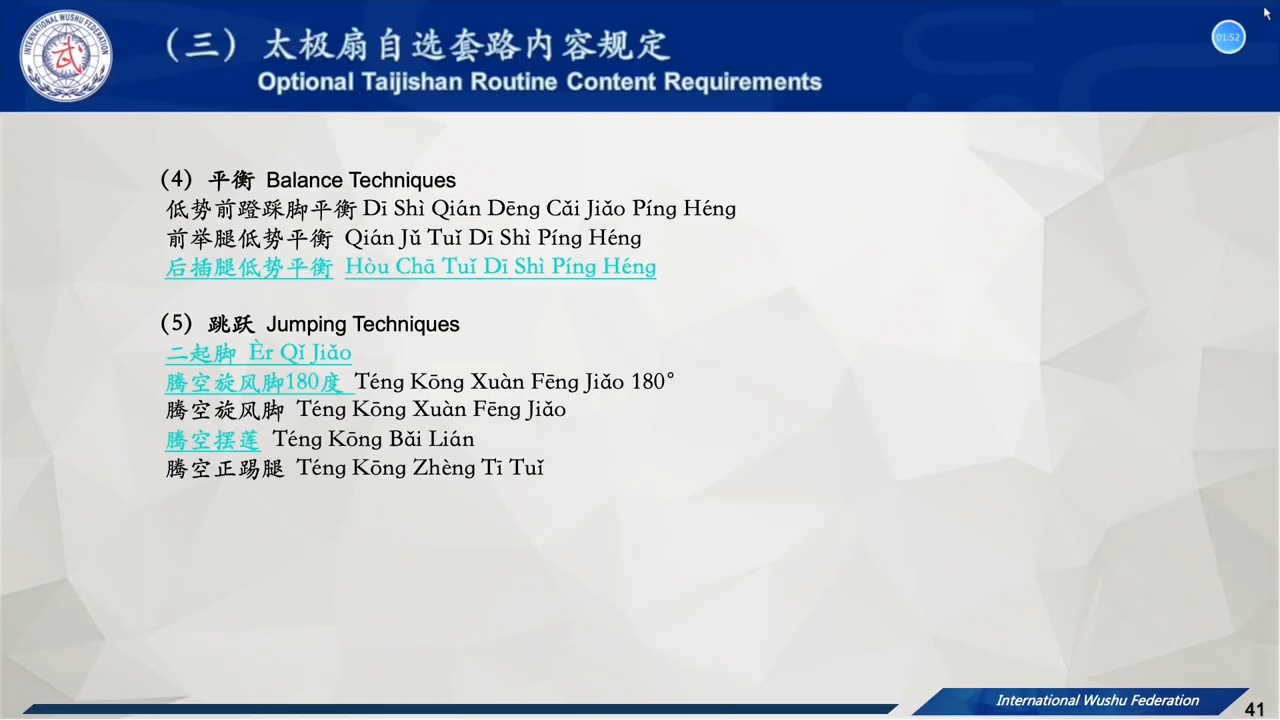 INTERNATIONAL WUSHU FEDERATION
武
（三）太极扇自选套路内容规定
Optional Taijishan Routine Content Requirements
01:52
（4）平衡 Balance Techniques
低势前蹬踩脚平衡 Dī Shì Qián Dēng Cǎi Jiǎo Píng Héng
前举腿低势平衡 Qián Jǔ Tuǐ Dī Shì Píng Héng
后插腿低势平衡 Hòu Chā Tuǐ Dī Shì Píng Héng
（5）跳跃 Jumping Techniques
二起脚 Èr Qǐ Jiǎo
腾空旋风脚180度 Téng Kōng Xuàn Fēng Jiǎo 180°
腾空旋风脚 Téng Kōng Xuàn Fēng Jiǎo
腾空摆莲 Téng Kōng Bǎi Lián
腾空正踢腿 Téng Kōng Zhèng Tī Tuǐ
International Wushu Federation
41